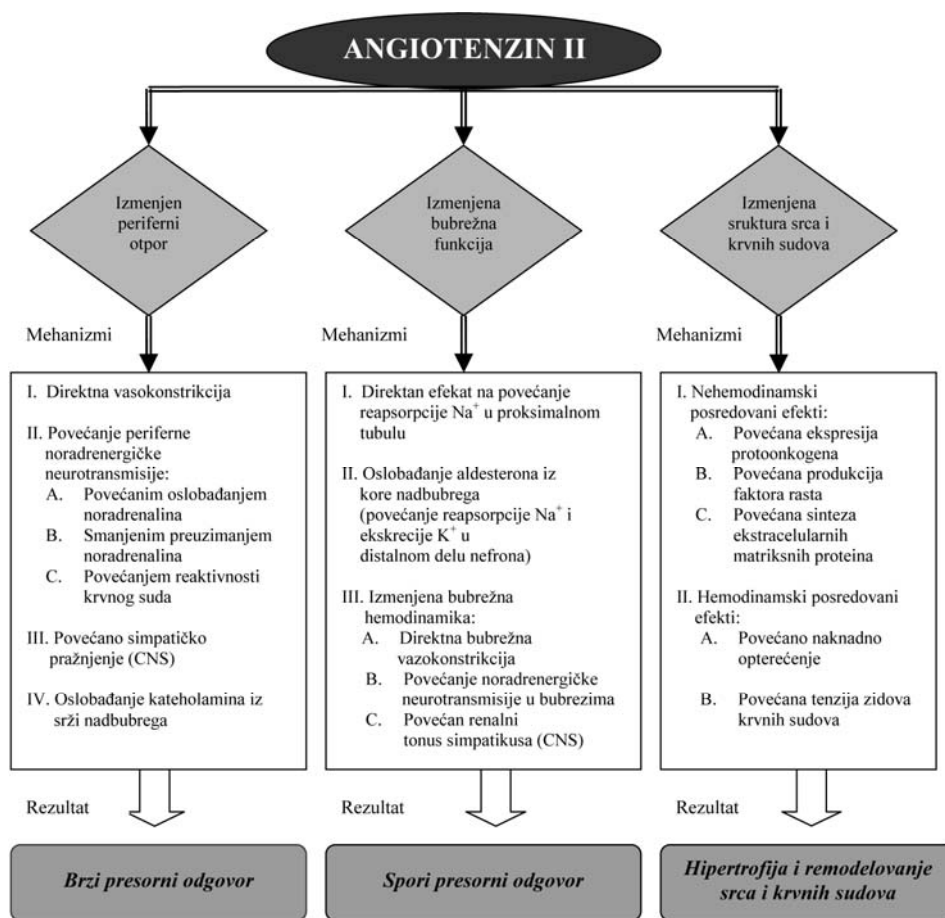 ANGIOTENZIN II
Izmenjen
periferni
otpor
Izmenjena
bubrežna
funkcija
Izmenjena
sruktura srca i
krvnih sudova
Mehanizmi
Mehanizmi
Mehanizmi
I. Direktna vasokonstrikcija
II. Povećanje periferne
noradrenergičke
neurotransmisije:
A. Povećanim oslobađanjem
noradrenalina
B. Smanjenim preuzimanjem
noradrenalina
C. Povećanjem reaktivnosti
krvnog suda
III. Povećano simpatičko
pražnjenje (CNS)
IV. Oslobađanje kateholamina iz
srži nadbubrega
I. Direktan efekat na povećanje
reapsorpcije Na⁺ u proksimalnom
tubulu
II. Oslobađanje aldesterona iz
kore nadbubrega
(povećanje reapsorpcije Na⁺ i
ekskrecije K⁺ u
distalnom delu nefrona)
III. Izmenjena bubrežna
hemodinamika:
A. Direktna bubrežna
vazokonstrikcija
B. Povećanje noradrenergičke
neurotransmisije u bubrezima
C. Povećan renalni
tonus simpatikusa (CNS)
I. Nehemodinamski
posredovani efekti:
A. Povećana ekspresija
protoonkogena
B. Povećana produkcija
faktora rasta
C. Povećana sinteza
ekstracelularnih
matriksnih proteina
II. Hemodinamski posredovani
efekti:
A. Povećano naknadno
opterećenje
B. Povećana tenzija zidova
krvnih sudova
Rezultat
Rezultat
Rezultat
Brzi presorni odgovor
Spori presorni odgovor
Hipertrofija i remodelovanje
srca i krvnih sudova